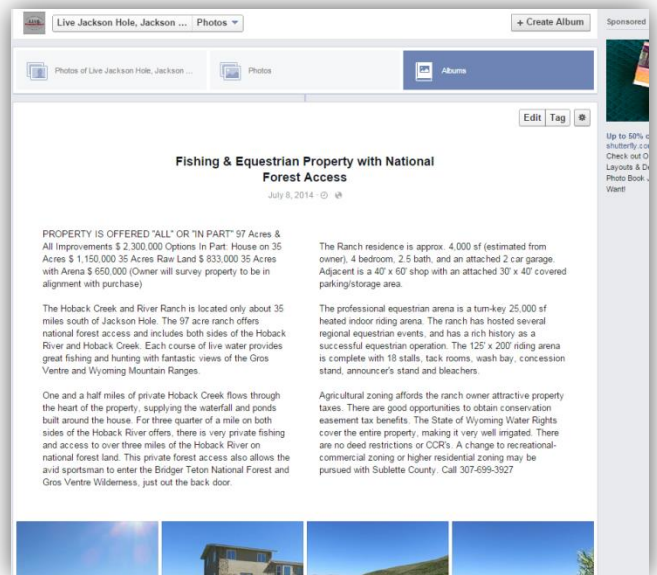 Live Jackson Hole, Jackson ... Photos
+ Create Album
Sponsored
Photos of Live Jackson Hole, Jackson ...
Photos
Albums
Edit Tag
Fishing & Equestrian Property with National
Forest Access
July 8, 2014
PROPERTY IS OFFERED "ALL" OR "IN PART" 97 Acres &
All Improvements $ 2,300,000 Options In Part: House on 35
Acres $ 1,150,000 35 Acres Raw Land $ 833,000 35 Acres
with Arena $ 650,000 (Owner will survey property to be in
alignment with purchase)
The Hoback Creek and River Ranch is located only about 35
miles south of Jackson Hole. The 97 acre ranch offers
national forest access and includes both sides of the Hoback
River and Hoback Creek. Each course of live water provides
great fishing and hunting with fantastic views of the Gros
Ventre and Wyoming Mountain Ranges.
One and a half miles of private Hoback Creek flows through
the heart of the property, supplying the waterfall and ponds
built around the house. For three quarter of a mile on both
sides of the Hoback River offers, there is very private fishing
and access to over three miles of the Hoback River on
national forest land. This private forest access also allows the
avid sportsman to enter the Bridger Teton National Forest and
Gros Ventre Wilderness, just out the back door.
The Ranch residence is approx. 4,000 sf (estimated from
owner), 4 bedroom, 2.5 bath, and an attached 2 car garage.
Adjacent is a 40' x 60' shop with an attached 30' x 40' covered
parking/storage area.
The professional equestrian arena is a turn-key 25,000 sf
heated indoor riding arena. The ranch has hosted several
regional equestrian events, and has a rich history as a
successful equestrian operation. The 125' x 200' riding arena
is complete with 18 stalls, tack rooms, wash bay, concession
stand, announcer's stand and bleachers.
Agricultural zoning affords the ranch owner attractive property
taxes. There are good opportunities to obtain conservation
easement tax benefits. The State of Wyoming Water Rights
cover the entire property, making it very well irrigated. There
are no deed restrictions or CCR's. A change to recreational-
commercial zoning or higher residential zoning may be
pursued with Sublette County. Call 307-699-3927
Up to 50%
shutterfly.co
Check out O
Layouts & De
Photo Book
Want!